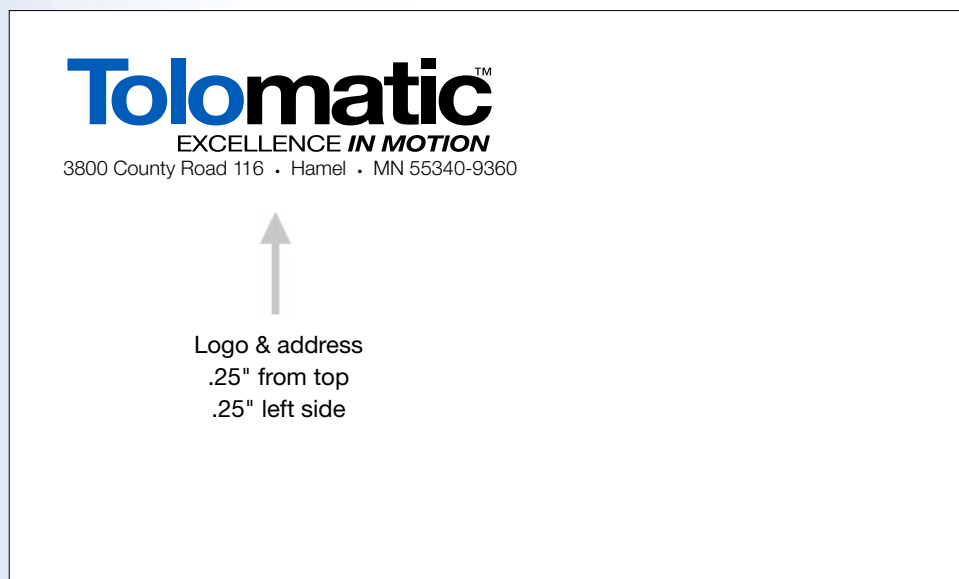 Tolomatic™
EXCELLENCE IN MOTION
3800 County Road 116 • Hamel • MN 55340-9360
Logo & address
.25" from top
.25" left side